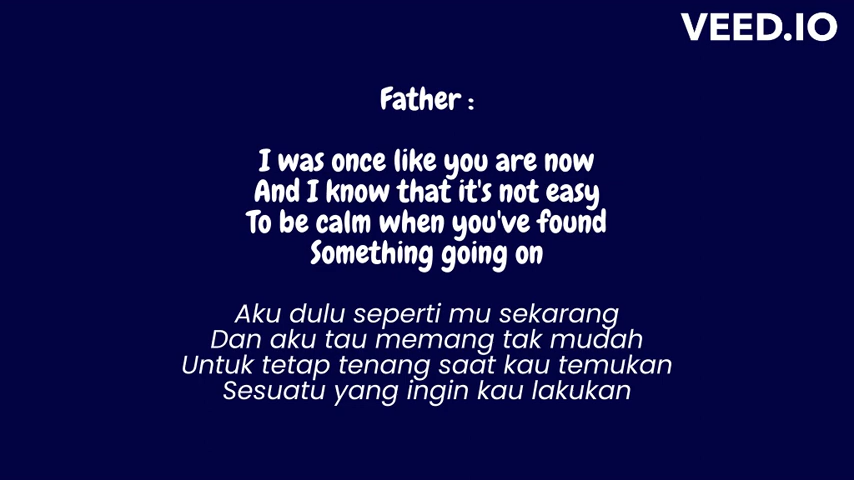 VEED.IO
Father :
I was once like you are now
And I know that it's not easy
To be calm when you've found
Something going on
Aku dulu seperti mu sekarang
Dan aku tau memang tak mudah
Untuk tetap tenang saat kau temukan
Sesuatu yang ingin kau lakukan